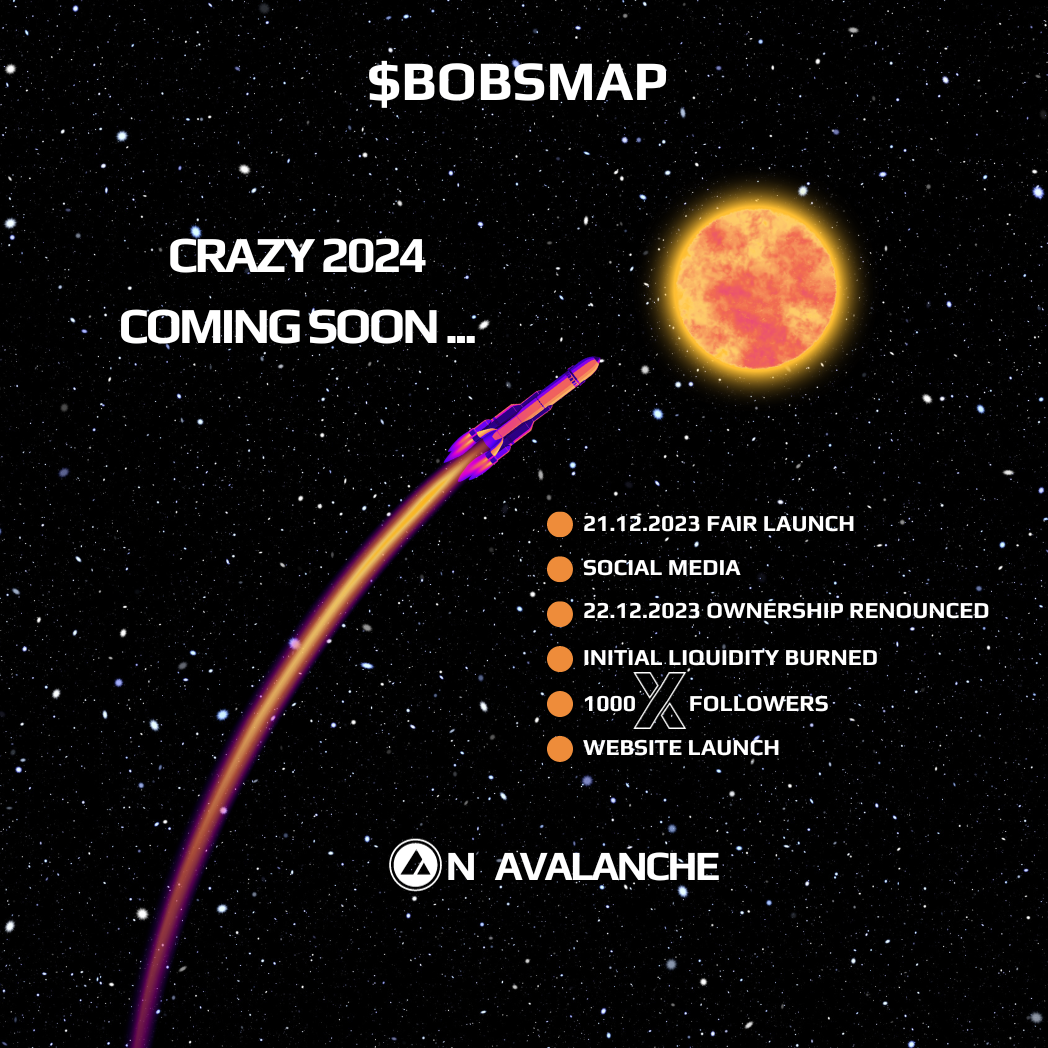 $BOBSMAP
CRAZY 2024
COMING SOON ...
21.12.2023 FAIR LAUNCH
SOCIAL MEDIA
22.12.2023 OWNERSHIP RENOUNCED
INITIAL LIQUIDITY BURNED
1000 X FOLLOWERS
WEBSITE LAUNCH
ON AVALANCHE